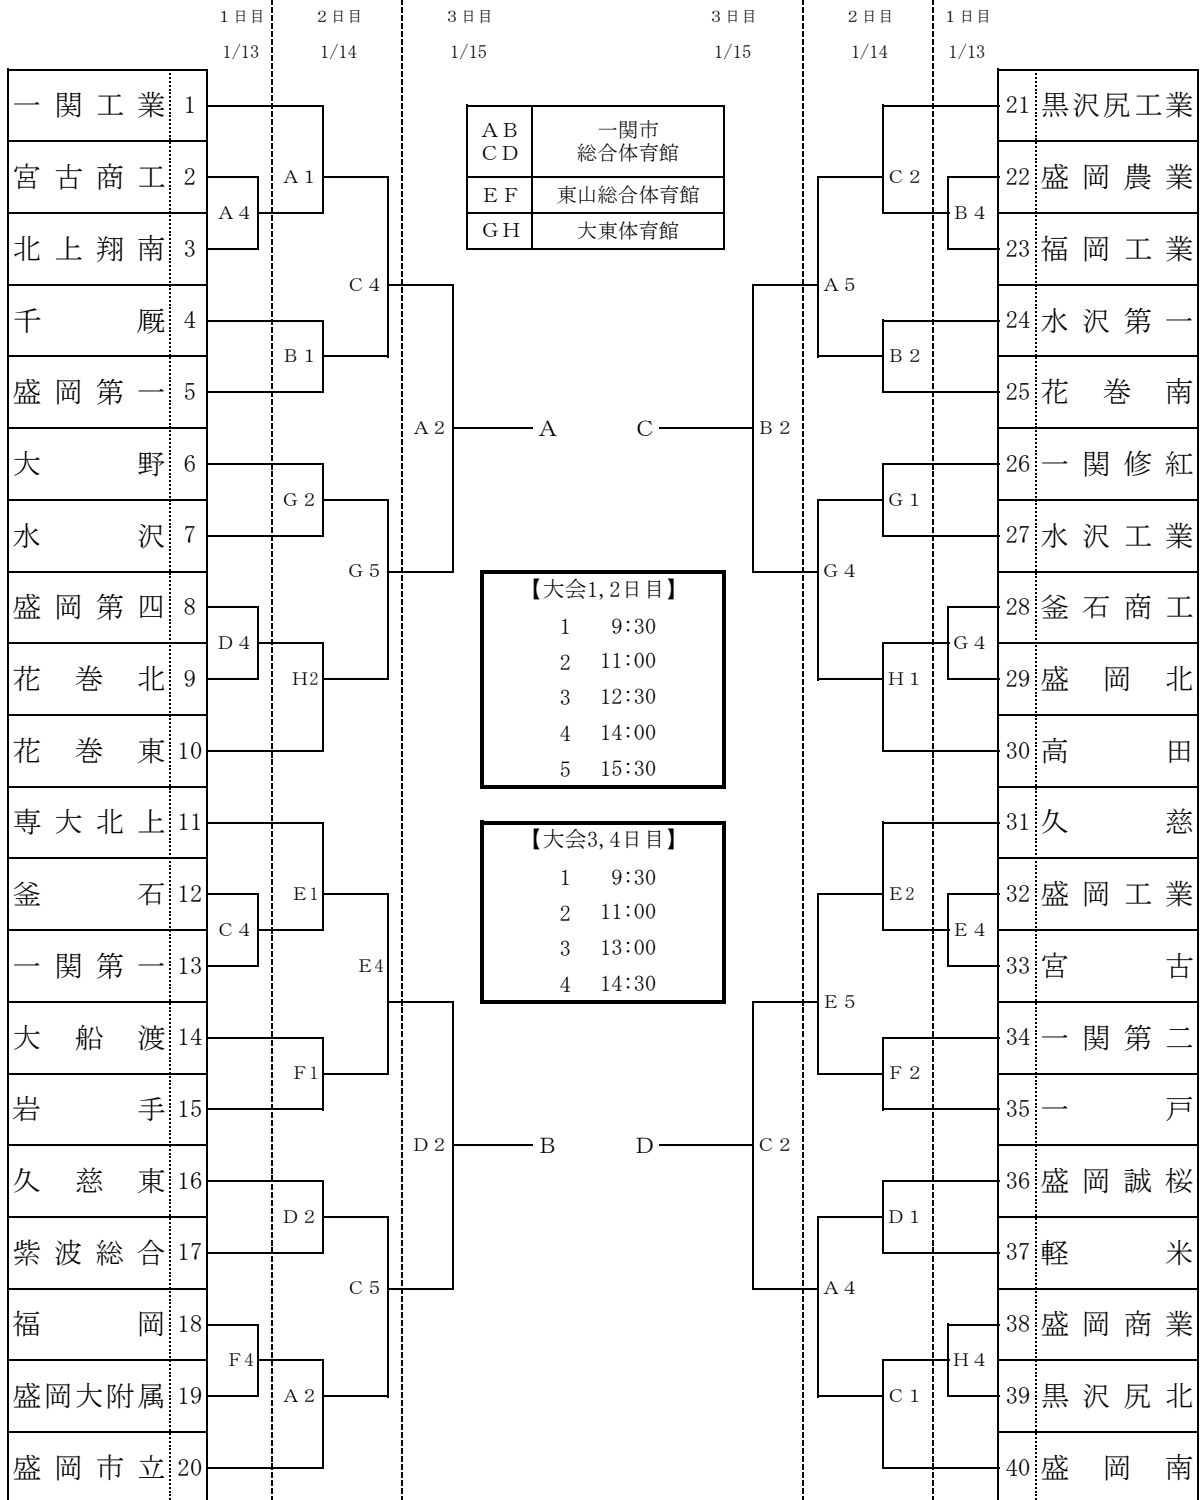 1日目 2日目 3日目 3日目 2日目 1日目
1/13 1/14 1/15 1/15 1/14 1/13
一関工業 1
宮古商工 2
北上翔南 3
千厩 4
盛岡第一 5
大野 6
水沢 7
盛岡第四 8
花巻北 9
花巻東 10
専大北上 11
釜石 12
一関第一 13
大船渡 14
岩手 15
久慈東 16
紫波総合 17
福岡 18
盛岡大附属 19
盛岡市立 20
A4
D4
C4
F4
A1
B1
G2
H2
E1
F1
D2
A2
C4
G5
E4
C5
A2
D2
A
B
AB
CD
一関市
総合体育館
EF 東山総合体育館
GH 大東体育館
【大会1,2日目】
1 9:30
2 11:00
3 12:30
4 14:00
5 15:30
【大会3,4日目】
1 9:30
2 11:00
3 13:00
4 14:30
C
D
B2
C2
A5
G4
E5
A4
C2
B2
G1
H1
E2
F2
D1
C1
B4
G4
E4
H4
21 黒沢尻工業
22 盛岡農業
23 福岡工業
24 水沢第一
25 花巻南
26 一関修紅
27 水沢工業
28 釜石商工
29 盛岡北
30 高田
31 久慈
32 盛岡工業
33 宮古
34 一関第二
35 一戸
36 盛岡誠桜
37 軽米
38 盛岡商業
39 黒沢尻北
40 盛岡南